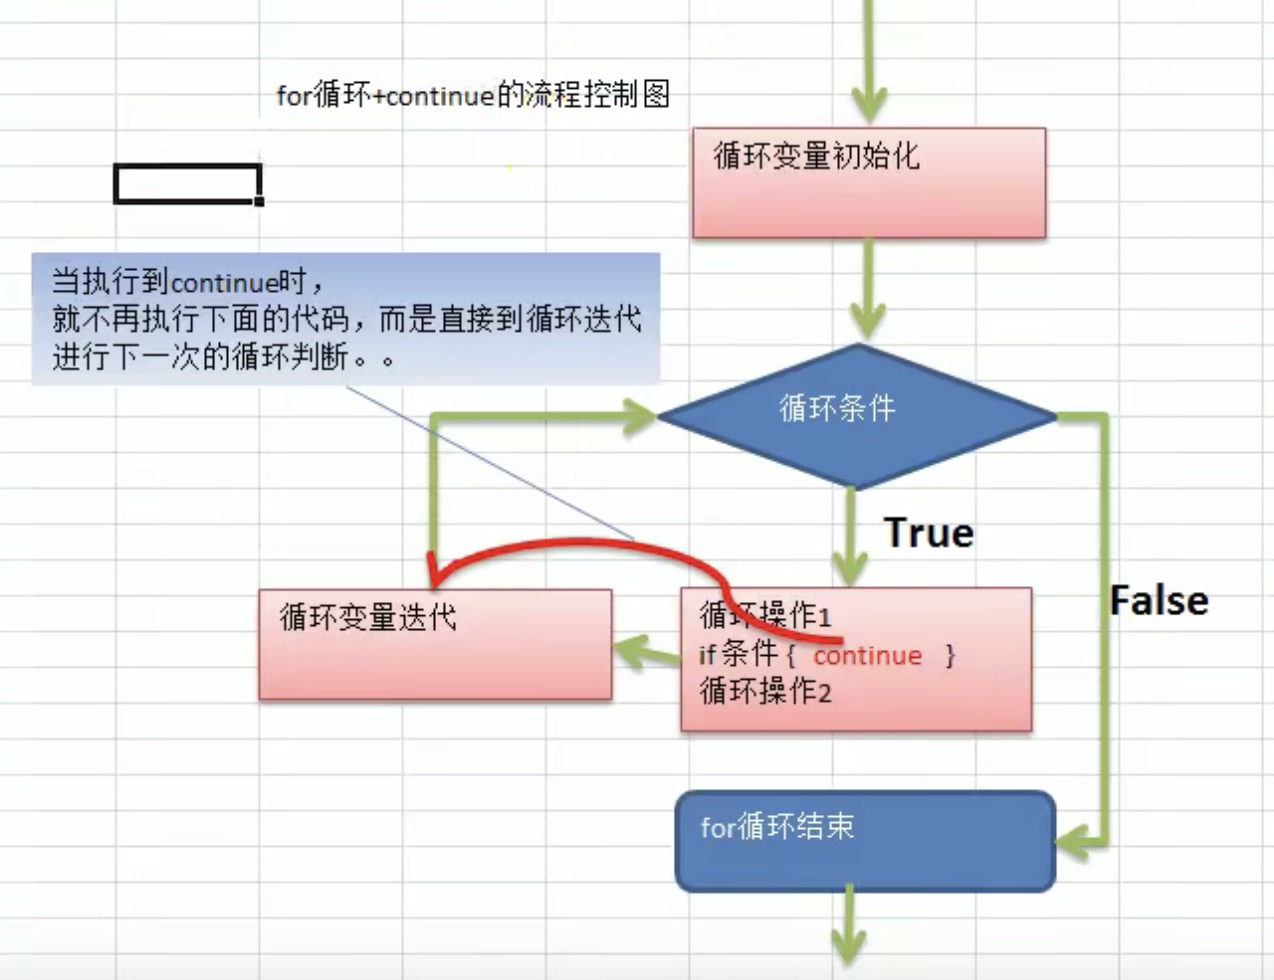 for循环+continue的流程控制图
循环变量初始化
当执行到continue时，
就不再执行下面的代码，而是直接到循环迭代
进行下一次的循环判断。。
循环条件
True
False
循环变量迭代
循环操作1
if 条件 { continue }
循环操作2
for循环结束